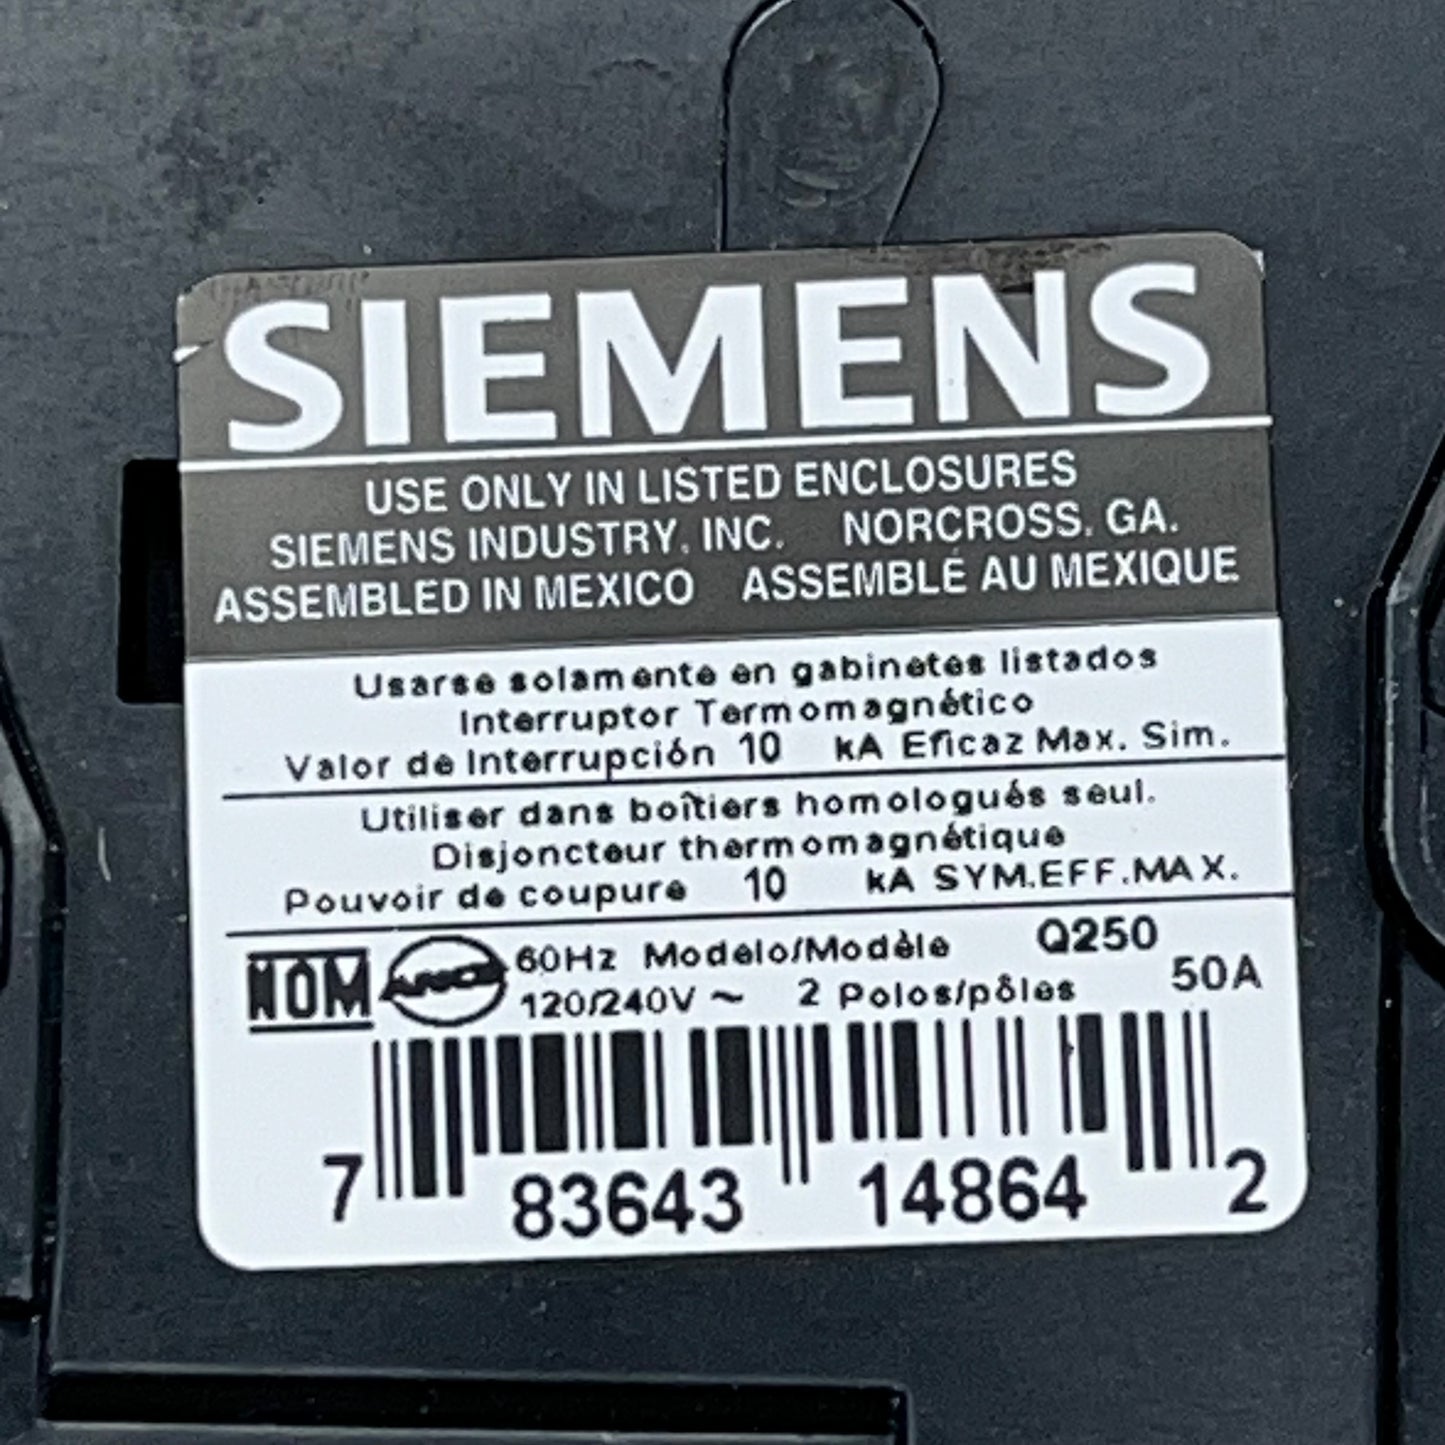 SIEMENS
USE ONLY IN LISTED ENCLOSURES
SIEMENS INDUSTRY, INC. NORCROSS, GA.
ASSEMBLED IN MEXICO ASSEMBLÉ AU MEXIQUE
Usarse solamente en gabinetes listados
Interruptor Termomagnético
Valor de Interrupción 10 kA Eficaz Max. Sim.
Utiliser dans boîtiers homologués seul.
Disjoncteur thermomagnétique
Pouvoir de coupure 10 kA SYM.EFF.MAX.
NOM ANCE 60Hz Modelo/Modèle Q250
120/240V ~ 2 Polos/pôles 50A
7 83643 14864 2